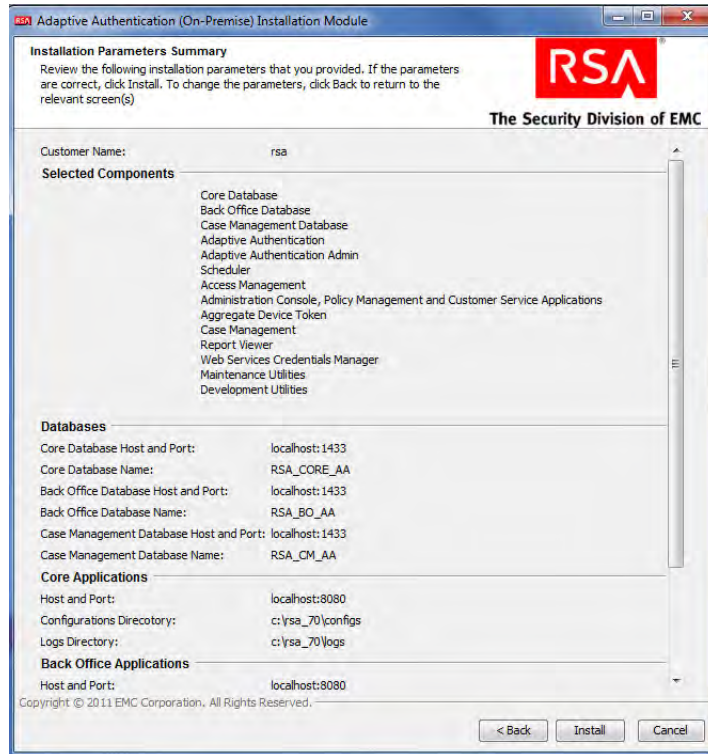 RSA Adaptive Authentication (On-Premise) Installation Module
Installation Parameters Summary
Review the following installation parameters that you provided. If the parameters
are correct, click Install. To change the parameters, click Back to return to the
relevant screen(s)
RSA®
The Security Division of EMC
Customer Name: rsa
Selected Components
Core Database
Back Office Database
Case Management Database
Adaptive Authentication
Adaptive Authentication Admin
Scheduler
Access Management
Administration Console, Policy Management and Customer Service Applications
Aggregate Device Token
Case Management
Report Viewer
Web Services Credentials Manager
Maintenance Utilities
Development Utilities
Databases
Core Database Host and Port: localhost:1433
Core Database Name: RSA_CORE_AA
Back Office Database Host and Port: localhost:1433
Back Office Database Name: RSA_BO_AA
Case Management Database Host and Port: localhost:1433
Case Management Database Name: RSA_CM_AA
Core Applications
Host and Port: localhost:8080
Configurations Direcotory: c:\rsa_70\configs
Logs Directory: c:\rsa_70\logs
Back Office Applications
Host and Port: localhost:8080
Copyright © 2011 EMC Corporation. All Rights Reserved.
< Back Install Cancel